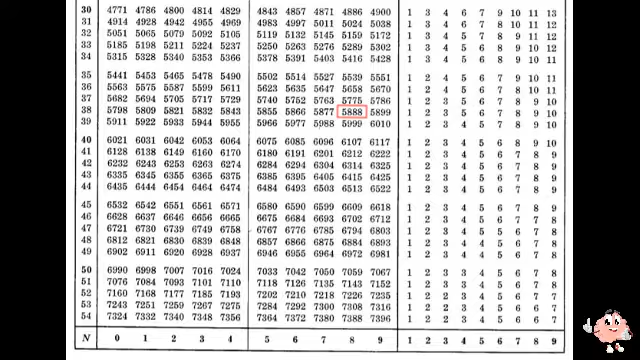 30 4771 4786 4800 4814 4829 4843 4857 4871 4886 4900 1 3 4 6 7 9 10 11 13
31 4914 4928 4942 4955 4969 4983 4997 5011 5024 5038 1 3 4 6 7 8 10 11 12
32 5051 5065 5079 5092 5105 5119 5132 5145 5159 5172 1 3 4 5 7 8 9 11 12
33 5185 5198 5211 5224 5237 5250 5263 5276 5289 5302 1 3 4 5 6 8 9 10 12
34 5315 5328 5340 5353 5366 5378 5391 5403 5416 5428 1 3 4 5 6 8 9 10 11
35 5441 5453 5465 5478 5490 5502 5514 5527 5539 5551 1 2 4 5 6 7 9 10 11
36 5563 5575 5587 5599 5611 5623 5635 5647 5658 5670 1 2 4 5 6 7 8 10 11
37 5682 5694 5705 5717 5729 5740 5752 5763 5775 5786 1 2 3 5 6 7 8 9 10
38 5798 5809 5821 5832 5843 5855 5866 5877 5888 5899 1 2 3 5 6 7 8 9 10
39 5911 5922 5933 5944 5955 5966 5977 5988 5999 6010 1 2 3 4 5 7 8 9 10
40 6021 6031 6042 6053 6064 6075 6085 6096 6107 6117 1 2 3 4 5 6 8 9 10
41 6128 6138 6149 6160 6170 6180 6191 6201 6212 6222 1 2 3 4 5 6 7 8 9
42 6232 6243 6253 6263 6274 6284 6294 6304 6314 6325 1 2 3 4 5 6 7 8 9
43 6335 6345 6355 6365 6375 6385 6395 6405 6415 6425 1 2 3 4 5 6 7 8 9
44 6435 6444 6454 6464 6474 6484 6493 6503 6513 6522 1 2 3 4 5 6 7 8 9
45 6532 6542 6551 6561 6571 6580 6590 6599 6609 6618 1 2 3 4 5 6 7 8 9
46 6628 6637 6646 6656 6665 6675 6684 6693 6702 6712 1 2 3 4 5 6 7 7 8
47 6721 6730 6739 6749 6758 6767 6776 6785 6794 6803 1 2 3 4 5 5 6 7 8
48 6812 6821 6830 6839 6848 6857 6866 6875 6884 6893 1 2 3 4 4 5 6 7 8
49 6902 6911 6920 6928 6937 6946 6955 6964 6972 6981 1 2 3 4 4 5 6 7 8
50 6990 6998 7007 7016 7024 7033 7042 7050 7059 7067 1 2 3 3 4 5 6 7 8
51 7076 7084 7093 7101 7110 7118 7126 7135 7143 7152 1 2 3 3 4 5 6 7 8
52 7160 7168 7177 7185 7193 7202 7210 7218 7226 7235 1 2 2 3 4 5 6 7 7
53 7243 7251 7259 7267 7275 7284 7292 7300 7308 7316 1 2 2 3 4 5 6 6 7
54 7324 7332 7340 7348 7356 7364 7372 7380 7388 7396 1 2 2 3 4 5 6 6 7
N 0 1 2 3 4 5 6 7 8 9 1 2 3 4 5 6 7 8 9